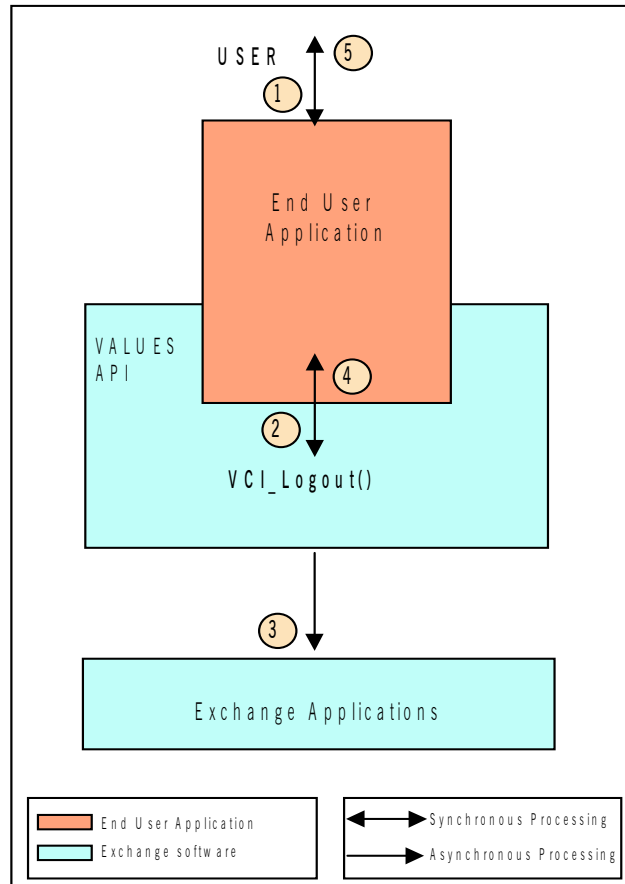 USER
5
1
End User
Application
VALUES
API
4
2
VCI_Logout()
3
Exchange Applications
End User Application
Exchange software
Synchronous Processing
Asynchronous Processing